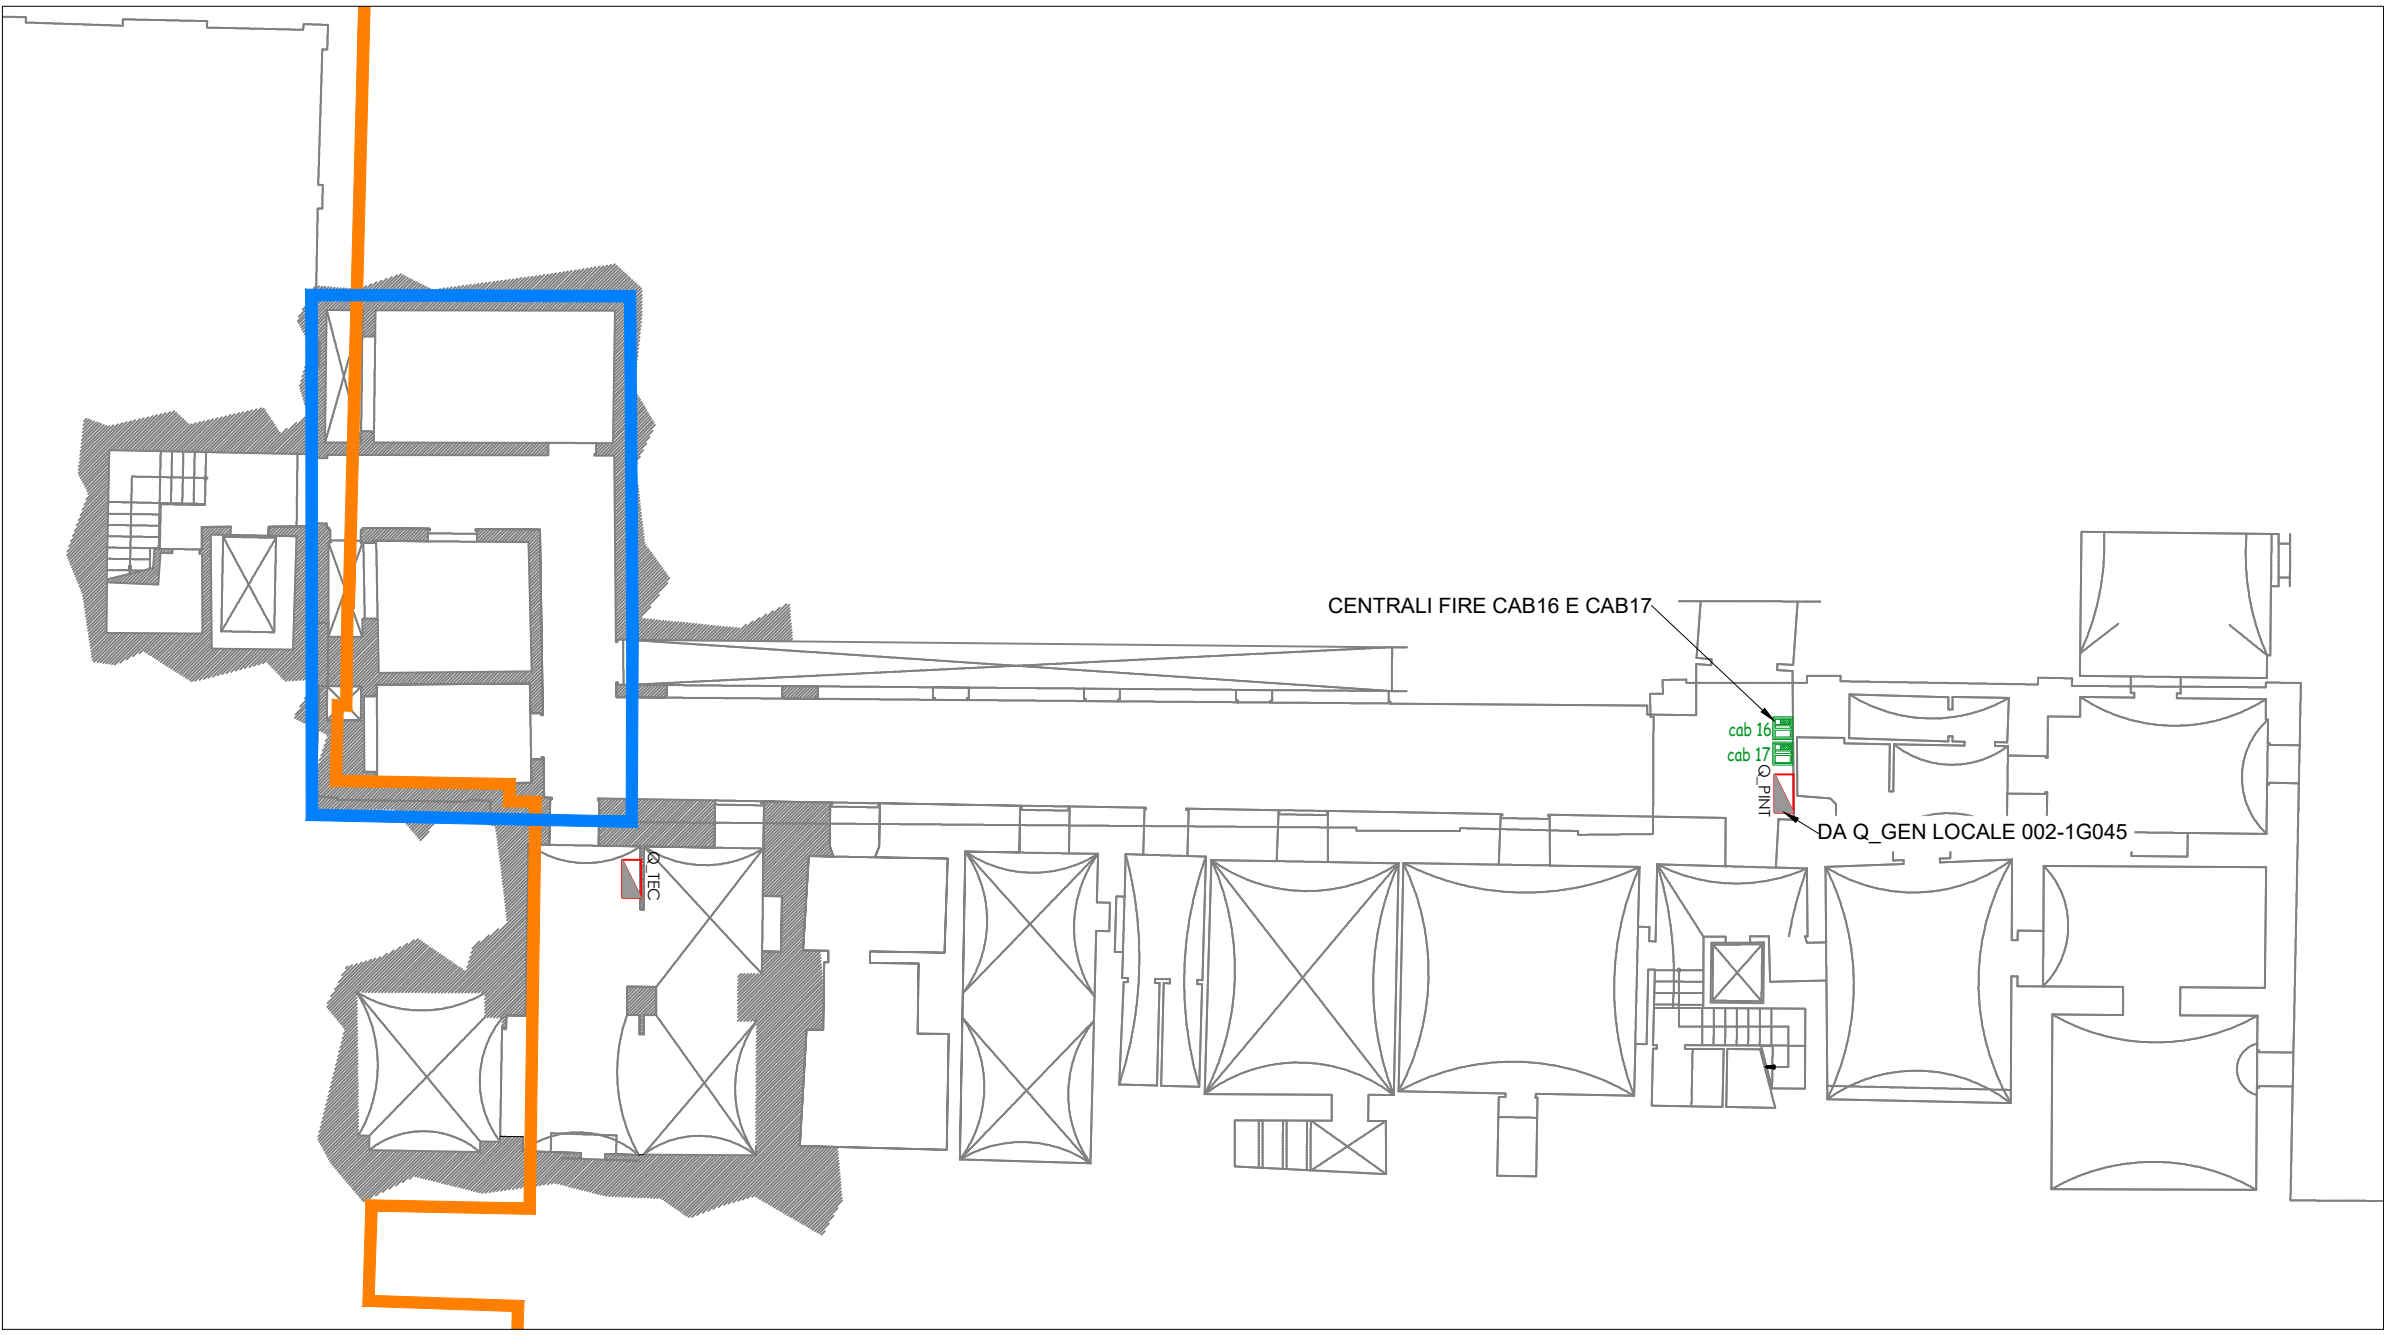 CENTRALI FIRE CAB16 E CAB17
cab 16
cab 17
Q_PINT
DA Q_GEN LOCALE 002-1G045
Q_TEC